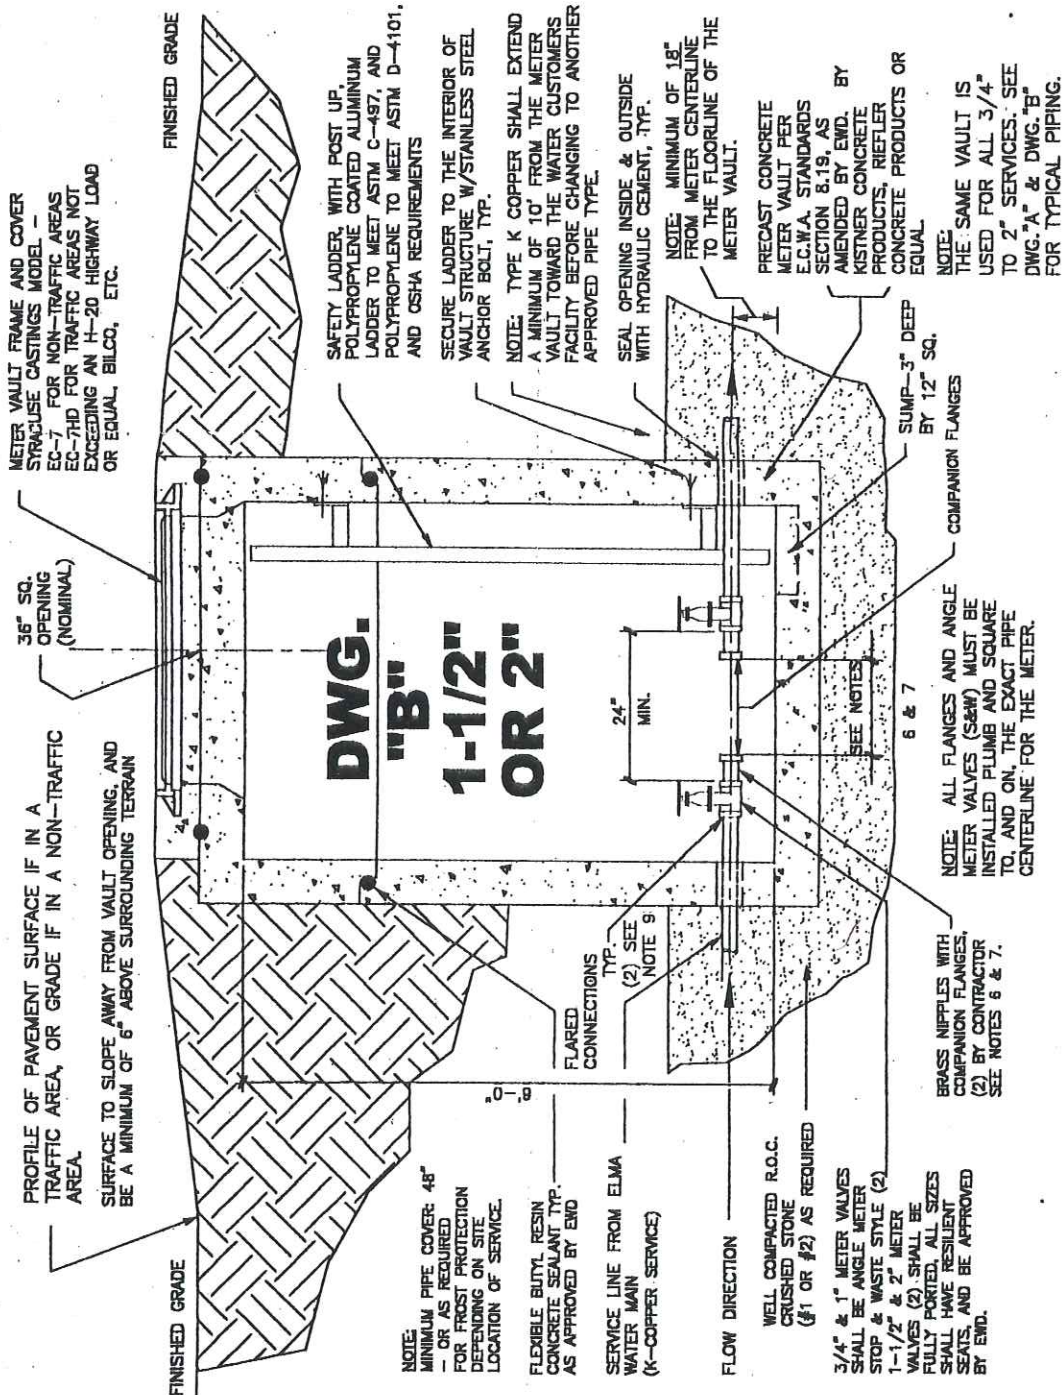 PROFILE OF PAVEMENT SURFACE IF IN A
TRAFFIC AREA, OR GRADE IF IN A NON-TRAFFIC
AREA.
SURFACE TO SLOPE AWAY FROM VAULT OPENING, AND
BE A MINIMUM OF 6" ABOVE SURROUNDING TERRAIN
36" SQ.
OPENING
(NOMINAL)
METER VAULT FRAME AND COVER
SYRACUSE CASTINGS MODEL -
EC-7 FOR NON-TRAFFIC AREAS
EC-7HD FOR TRAFFIC AREAS NOT
EXCEEDING AN H-20 HIGHWAY LOAD
OR EQUAL. BILCO, ETC.
FINISHED GRADE
FINISHED GRADE
SAFETY LADDER, WITH POST UP,
POLYPROPYLENE COATED ALUMINUM
LADDER TO MEET ASTM C-497, AND
POLYPROPYLENE TO MEET ASTM D-4101,
AND OSHA REQUIREMENTS
SECURE LADDER TO THE INTERIOR OF
VAULT STRUCTURE W/STAINLESS STEEL
ANCHOR BOLT, TYP.
NOTE: TYPE K COPPER SHALL EXTEND
A MINIMUM OF 10' FROM THE METER
VAULT TOWARD THE WATER CUSTOMERS
FACILITY BEFORE CHANGING TO ANOTHER
APPROVED PIPE TYPE.
SEAL OPENING INSIDE & OUTSIDE
WITH HYDRAULIC CEMENT, TYP.
NOTE: MINIMUM OF 18"
FROM METER CENTERLINE
TO THE FLOORLINE OF THE
METER VAULT.
PRECAST CONCRETE
METER VAULT PER
E.C.W.A. STANDARDS
SECTION 8.19, AS
AMENDED BY EWD. BY
KISTNER CONCRETE
PRODUCTS, RIEFLER
CONCRETE PRODUCTS OR
EQUAL
NOTE:
THE SAME VAULT IS
USED FOR ALL 3/4"
TO 2" SERVICES. SEE
DWG."A" & DWG."B"
FOR TYPICAL PIPING.
DWG.
"B"
1-1/2"
OR 2"
24"
MIN.
SEE NOTES
6 & 7
SUMP-3" DEEP
BY 12" SQ.
COMPANION FLANGES
NOTE: ALL FLANGES AND ANGLE
METER VALVES (S&W) MUST BE
INSTALLED PLUMB AND SQUARE
TO, AND ON, THE EXACT PIPE
CENTERLINE FOR THE METER.
NOTE:
MINIMUM PIPE COVER: 48"
- OR AS REQUIRED
FOR FROST PROTECTION
DEPENDING ON SITE
LOCATION OF SERVICE.
FLEXIBLE BUTYL RESIN
CONCRETE SEALANT TYP.
AS APPROVED BY EWD
FLARED
CONNECTIONS
TYP.
(2) SEE
NOTE 9
SERVICE LINE FROM ELMA
WATER MAIN
(K-COPPER SERVICE)
FLOW DIRECTION
WELL COMPACTED R.O.C.
CRUSHED STONE
(#1 OR #2) AS REQUIRED
3/4" & 1" METER VALVES
SHALL BE ANGLE METER
STOP & WASTE STYLE (2)
1-1/2" & 2" METER
VALVES (2) SHALL BE
FULLY PORTED, ALL SIZES
SHALL HAVE RESILIENT
SEATS, AND BE APPROVED
BY EWD.
BRASS NIPPLES WITH
COMPANION FLANGES,
(2) BY CONTRACTOR
SEE NOTES 6 & 7.